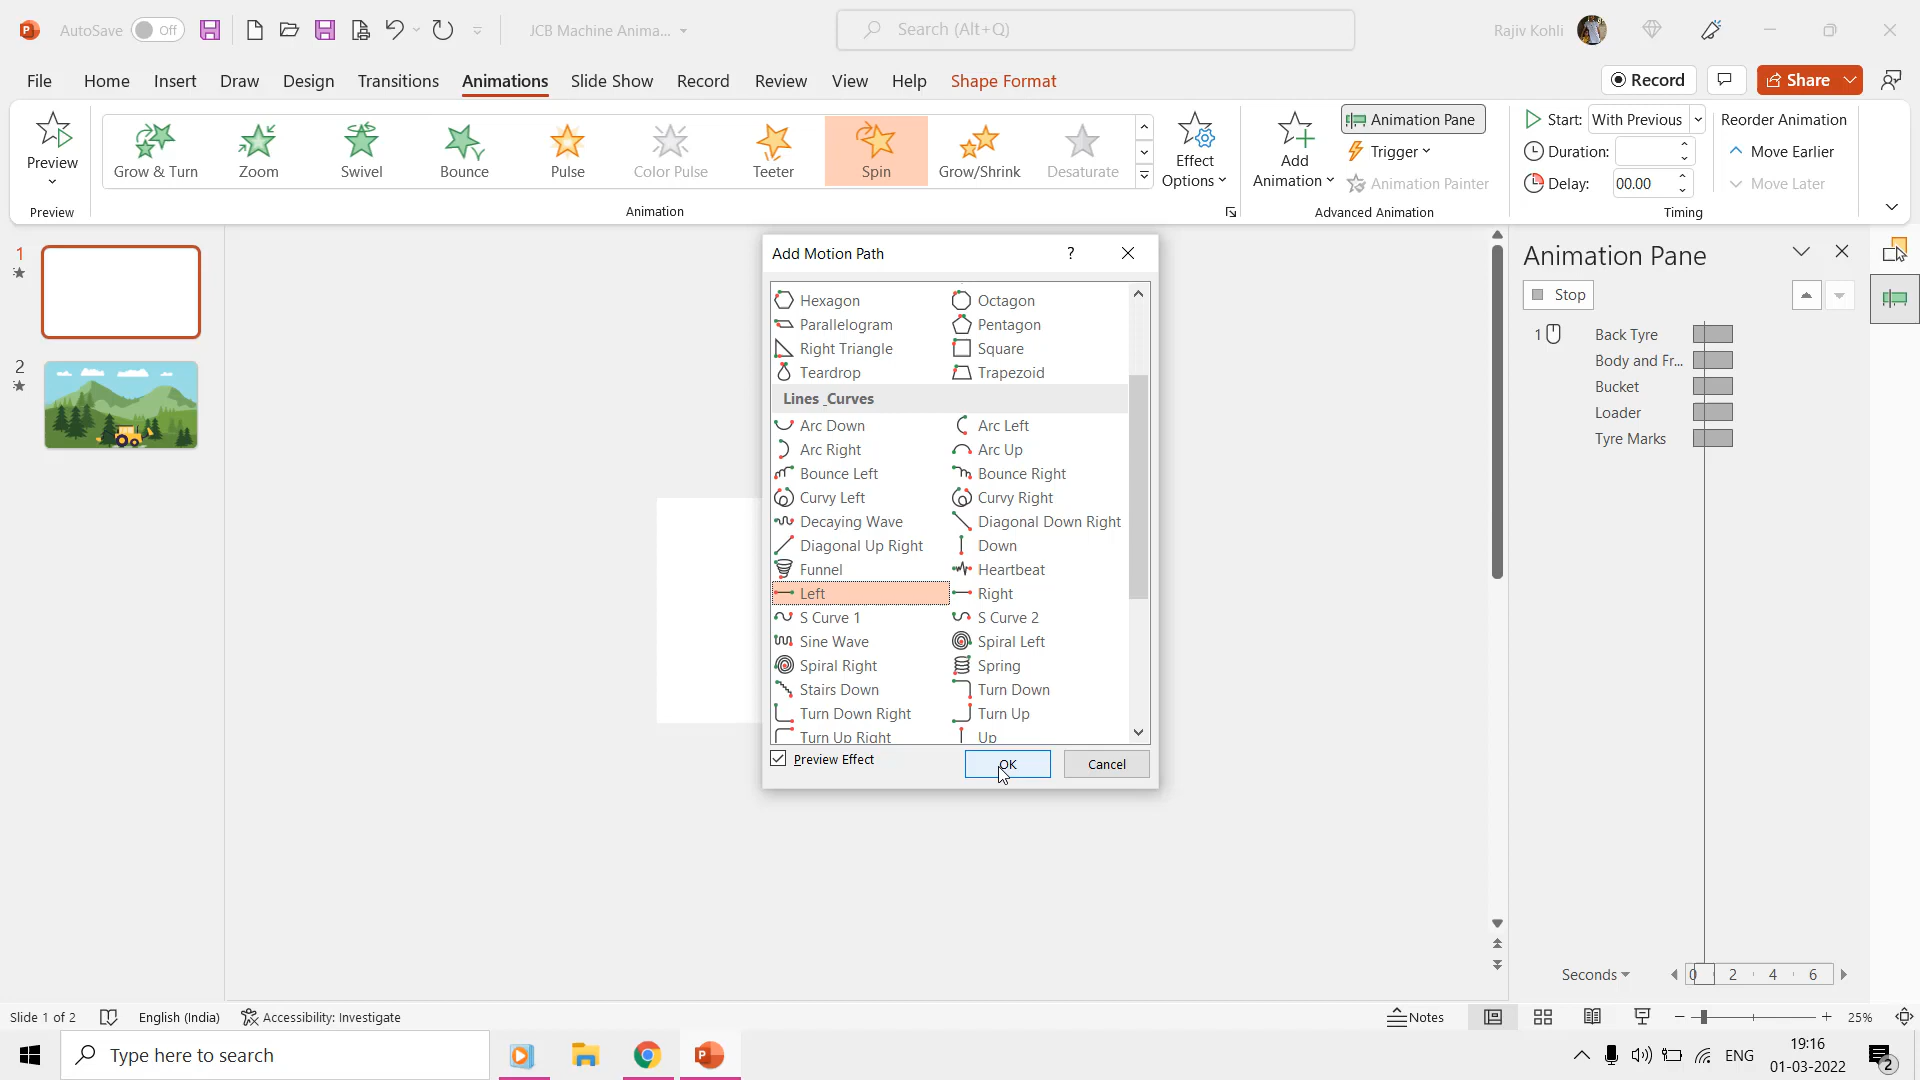 AutoSave Off JCB Machine Anima... Search (Alt+Q) Rajiv Kohli
File Home Insert Draw Design Transitions Animations Slide Show Record Review View Help Shape Format Record Share
Preview Grow & Turn Zoom Swivel Bounce Pulse Color Pulse Teeter Spin Grow/Shrink Desaturate Effect Options Add Animation
Animation Pane Start: With Previous Reorder Animation
Trigger Duration: Move Earlier
Animation Painter Delay: 00.00 Move Later
Preview Animation Advanced Animation Timing
1
2
Add Motion Path ?
Hexagon Octagon
Parallelogram Pentagon
Right Triangle Square
Teardrop Trapezoid
Lines_Curves
Arc Down Arc Left
Arc Right Arc Up
Bounce Left Bounce Right
Curvy Left Curvy Right
Decaying Wave Diagonal Down Right
Diagonal Up Right Down
Funnel Heartbeat
Left Right
S Curve 1 S Curve 2
Sine Wave Spiral Left
Spiral Right Spring
Stairs Down Turn Down
Turn Down Right Turn Up
Turn Up Right Up
Preview Effect OK Cancel
Animation Pane
Stop
1 Back Tyre
Body and Fr...
Bucket
Loader
Tyre Marks
Seconds 0 2 4 6
Slide 1 of 2 English (India) Accessibility: Investigate Notes 25%
Type here to search ENG 19:16
01-03-2022 2